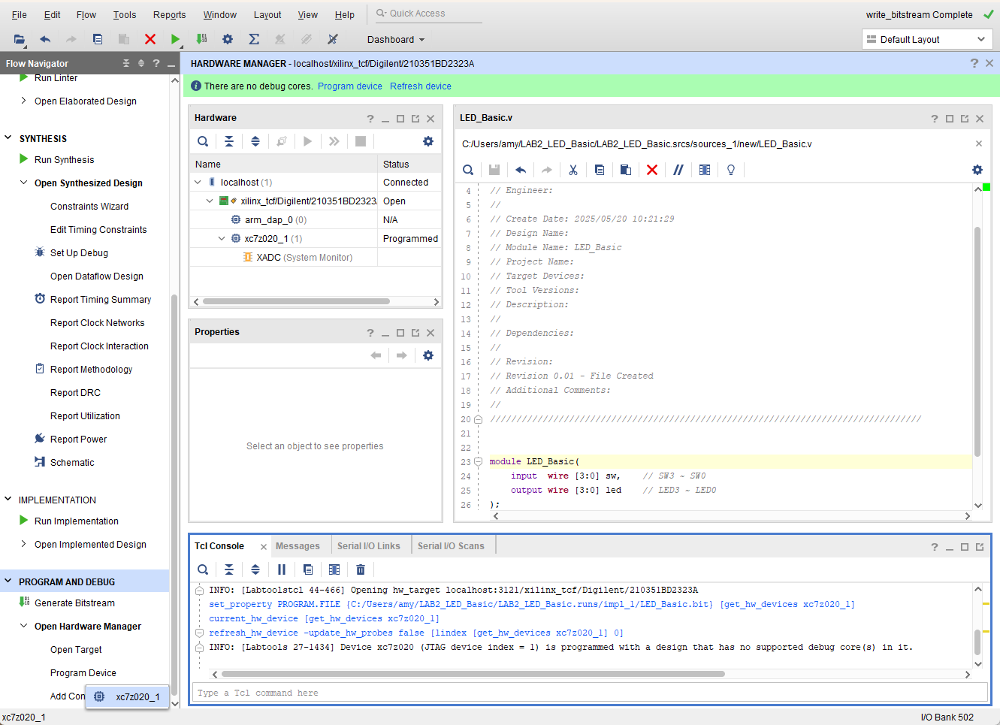 File Edit Flow Tools Reports Window Layout View Help Quick Access write_bitstream Complete
Dashboard Default Layout
Flow Navigator
Run Linter
Open Elaborated Design
SYNTHESIS
Run Synthesis
Open Synthesized Design
Constraints Wizard
Edit Timing Constraints
Set Up Debug
Open Dataflow Design
Report Timing Summary
Report Clock Networks
Report Clock Interaction
Report Methodology
Report DRC
Report Utilization
Report Power
Schematic
IMPLEMENTATION
Run Implementation
Open Implemented Design
PROGRAM AND DEBUG
Generate Bitstream
Open Hardware Manager
Open Target
Program Device
Add Con
xc7z020_1
HARDWARE MANAGER - localhost/xilinx_tcf/Digilent/210351BD2323A
There are no debug cores. Program device Refresh device
Hardware
Name Status
localhost (1) Connected
xilinx_tcf/Digilent/210351BD2323. Open
arm_dap_0 (0) N/A
xc7z020_1 (1) Programmed
XADC (System Monitor)
Properties
Select an object to see properties
LED_Basic.v
C:/Users/amy/LAB2_LED_Basic/LAB2_LED_Basic.srcs/sources_1/new/LED_Basic.v
4 // Engineer:
5 //
6 // Create Date: 2025/05/20 10:21:29
7 // Design Name:
8 // Module Name: LED_Basic
9 // Project Name:
10 // Target Devices:
11 // Tool Versions:
12 // Description:
13 //
14 // Dependencies:
15 //
16 // Revision:
17 // Revision 0.01 - File Created
18 // Additional Comments:
19 //
20 //////////////////////////////////////////////////////////////////////////////////
21
22
23 module LED_Basic(
24 input wire [3:0] sw, // SW3 ~ SW0
25 output wire [3:0] led // LED3 ~ LED0
26 );
Tcl Console Messages Serial I/O Links Serial I/O Scans
INFO: [Labtoolstcl 44-466] Opening hw_target localhost:3121/xilinx_tcf/Digilent/210351BD2323A
set_property PROGRAM.FILE {C:/Users/amy/LAB2_LED_Basic/LAB2_LED_Basic.runs/impl_1/LED_Basic.bit} [get_hw_devices xc7z020_1]
current_hw_device [get_hw_devices xc7z020_1]
refresh_hw_device -update_hw_probes false [lindex [get_hw_devices xc7z020_1] 0]
INFO: [Labtools 27-1434] Device xc7z020 (JTAG device index = 1) is programmed with a design that has no supported debug core(s) in it.
Type a Tcl command here
xc7z020_1 I/O Bank 502